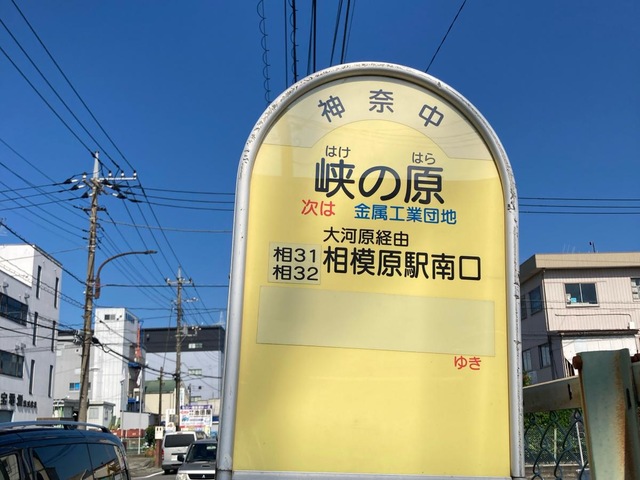 神奈中
はけ はら
峡の原
次は 金属工業団地
大河原経由
相31
相32
相模原駅南口
ゆき